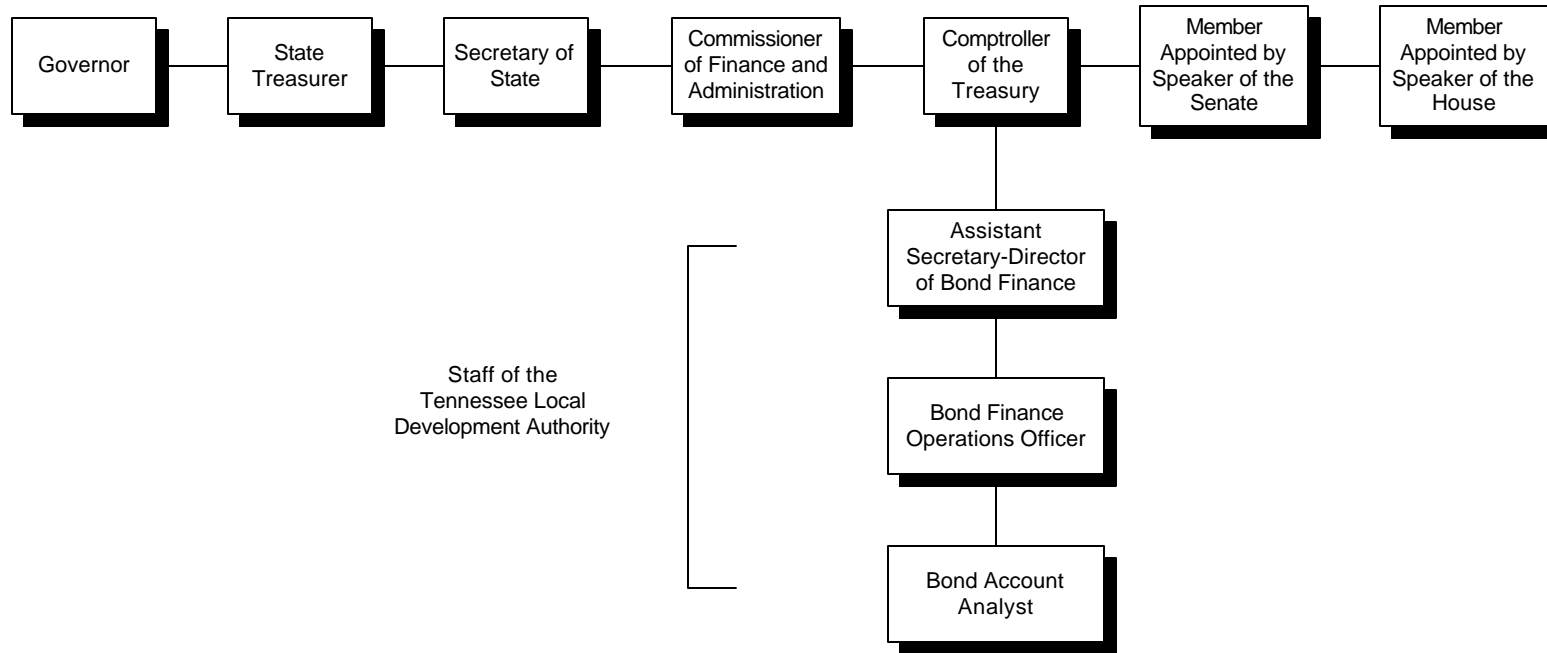 Governor
State
Treasurer
Secretary of
State
Commissioner
of Finance and
Administration
Comptroller
of the
Treasury
Member
Appointed by
Speaker of the
Senate
Member
Appointed by
Speaker of the
House
Assistant
Secretary-Director
of Bond Finance
Staff of the
Tennessee Local
Development Authority
Bond Finance
Operations Officer
Bond Account
Analyst